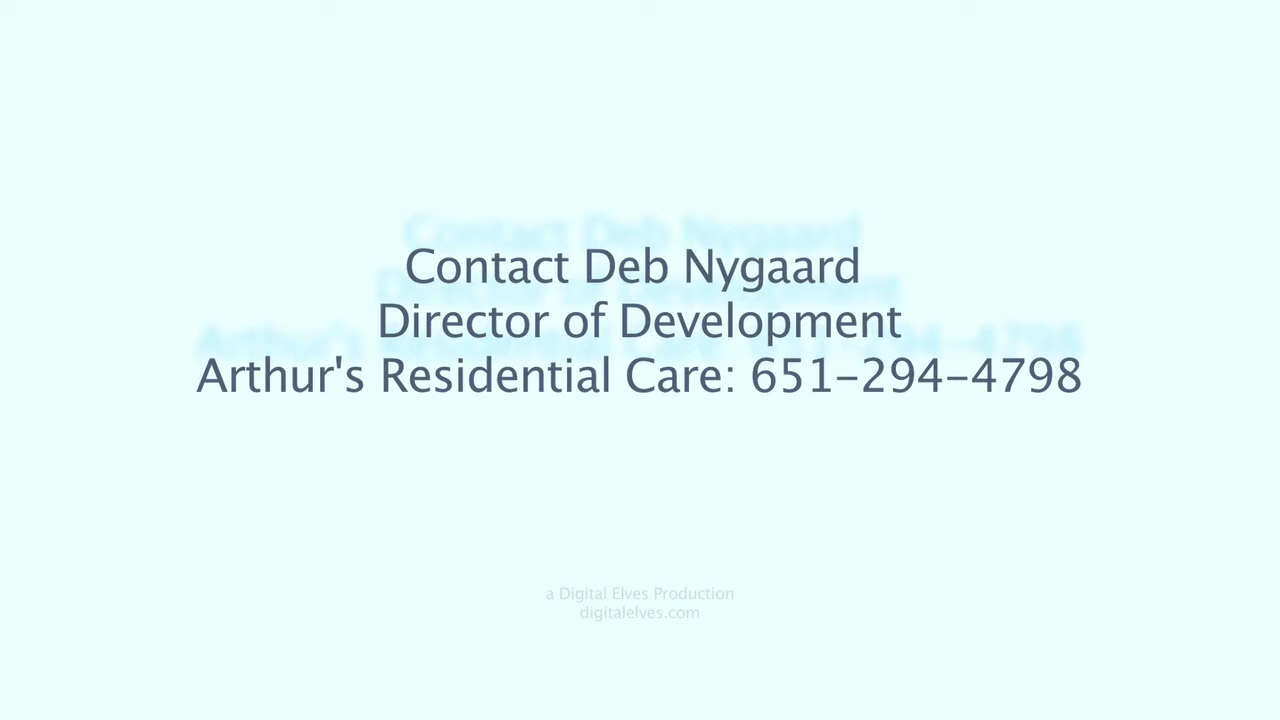 Contact Deb Nygaard
Director of Development
Arthur's Residential Care: 651-294-4798
a Digital Elves Production
digitalelves.com